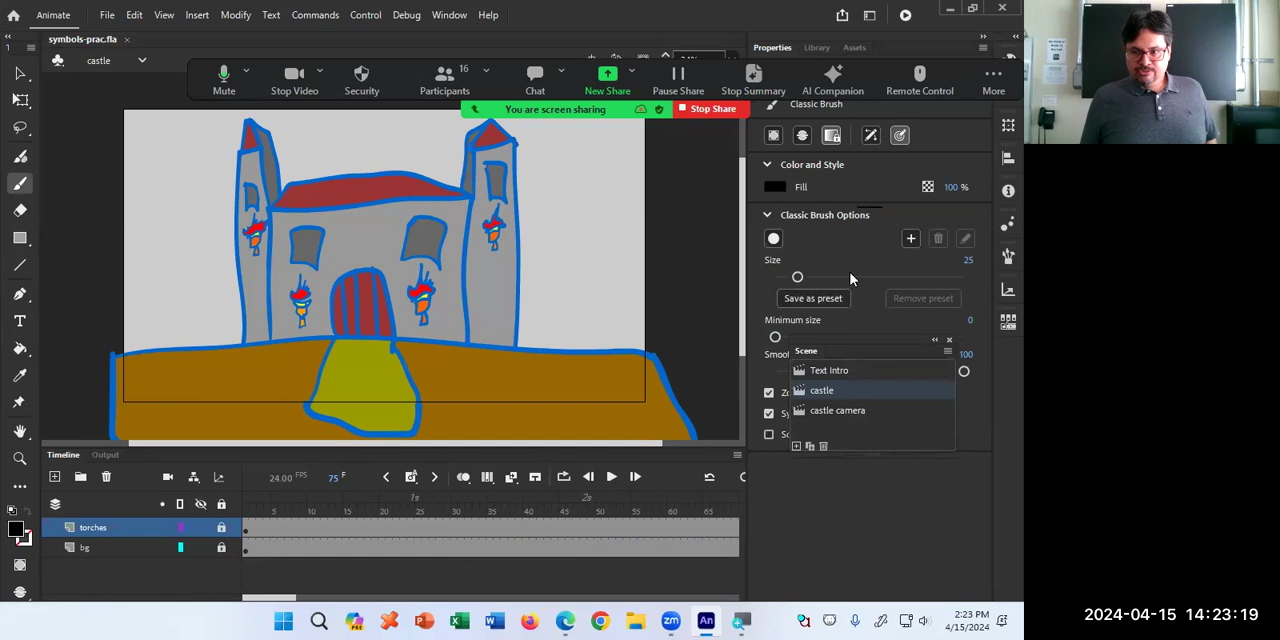 Animate File Edit View Insert Modify Text Commands Control Debug Window Help
symbols-prac.fla ×
castle
Properties Library Assets
16
Mute Stop Video Security Participants Chat New Share Pause Share Stop Summary AI Companion Remote Control More
You are screen sharing Stop Share
Classic Brush
Color and Style
Fill 100 %
Classic Brush Options
Size 25
Save as preset Remove preset
Minimum size 0
100
Scene
Text Intro
castle
castle camera
Timeline Output
24.00 FPS 75 F
1s 2s
5 10 15 20 25 30 35 40 45 50 55 60 65
torches
bg
2:23 PM
4/15/2024
2024-04-15 14:23:19